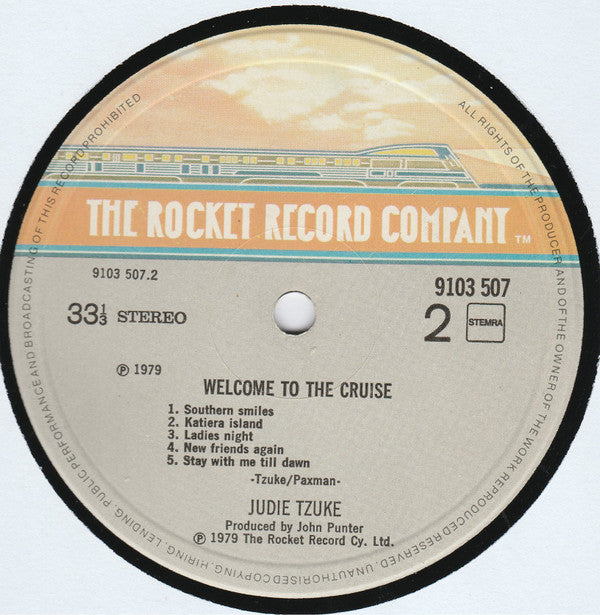 THE ROCKET RECORD COMPANY TM
9103 507.2
9103 507
33⅓ STEREO
2 STEMRA
℗ 1979
WELCOME TO THE CRUISE
1. Southern smiles
2. Katiera island
3. Ladies night
4. New friends again
5. Stay with me till dawn
-Tzuke/Paxman-
JUDIE TZUKE
Produced by John Punter
℗ 1979 The Rocket Record Cy. Ltd.
ALL RIGHTS OF THE PRODUCER AND OF THE OWNER OF THE WORK REPRODUCED RESERVED. UNAUTHORISED COPYING, HIRING, LENDING, PUBLIC PERFORMANCE AND BROADCASTING OF THIS RECORD PROHIBITED